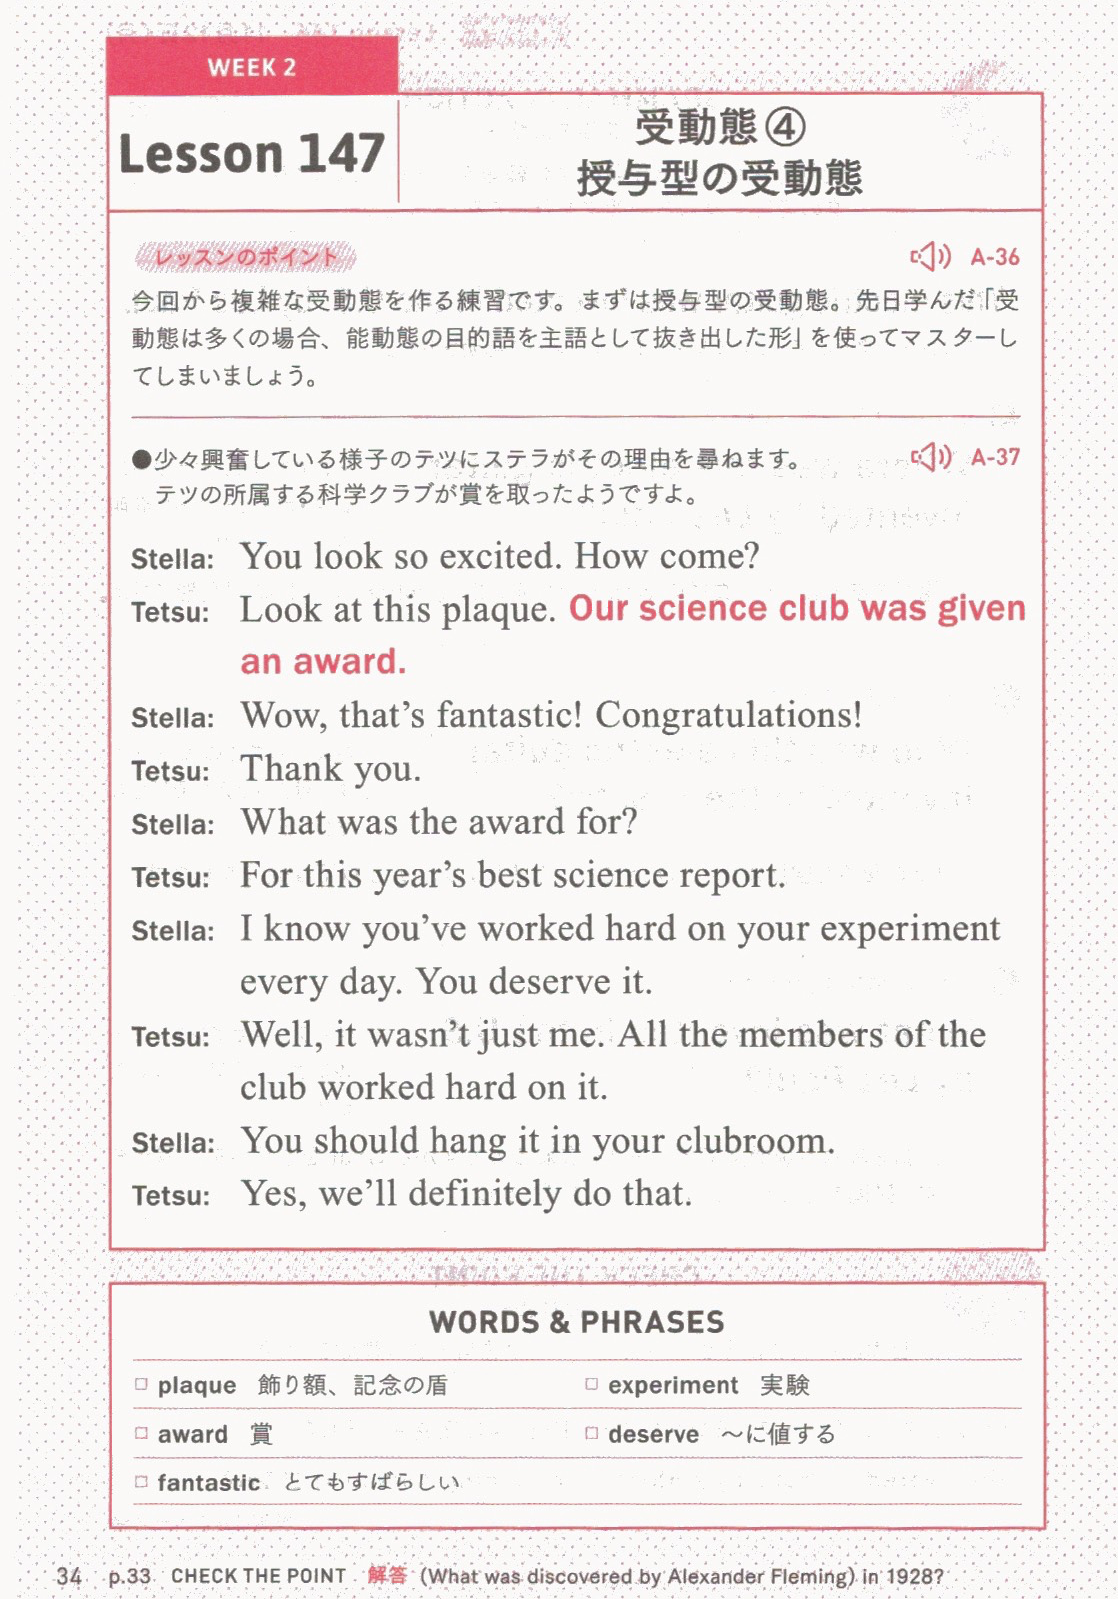 WEEK 2
Lesson 147
受動態④
授与型の受動態
レッスンのポイント
A-36
今回から複雑な受動態を作る練習です。まずは授与型の受動態。先日学んだ「受
動態は多くの場合、能動態の目的語を主語として抜き出した形」を使ってマスターし
てしまいましょう。
●少々興奮している様子のテツにステラがその理由を尋ねます。
A-37
テツの所属する科学クラブが賞を取ったようですよ。
Stella: You look so excited. How come?
Tetsu: Look at this plaque. Our science club was given
an award.
Stella: Wow, that's fantastic! Congratulations!
Tetsu: Thank you.
Stella: What was the award for?
Tetsu: For this year's best science report.
Stella: I know you've worked hard on your experiment
every day. You deserve it.
Tetsu: Well, it wasn't just me. All the members of the
club worked hard on it.
Stella: You should hang it in your clubroom.
Tetsu: Yes, we'll definitely do that.
WORDS & PHRASES
□ plaque 飾り額、記念の盾
□ experiment 実験
□ award 賞
□ deserve ～に値する
□ fantastic とてもすばらしい
34 p.33 CHECK THE POINT 解答 (What was discovered by Alexander Fleming) in 1928?